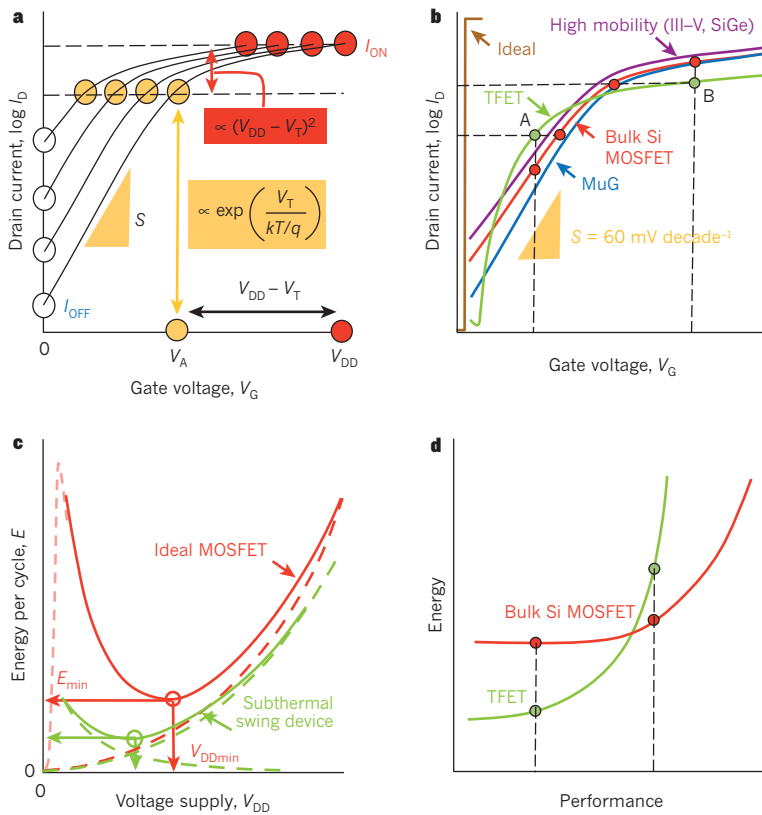 a
Drain current, log I_D
I_ON
∝ (V_DD − V_T)²
∝ exp (V_T / kT/q)
S
I_OFF
V_DD − V_T
0
V_A
V_DD
Gate voltage, V_G
b
Drain current, log I_D
High mobility (III–V, SiGe)
Ideal
TFET
A
B
Bulk Si
MOSFET
MuG
S = 60 mV decade⁻¹
Gate voltage, V_G
c
Energy per cycle, E
Ideal MOSFET
E_min
Subthermal
swing device
V_DDmin
0
0
Voltage supply, V_DD
d
Energy
Bulk Si MOSFET
TFET
Performance